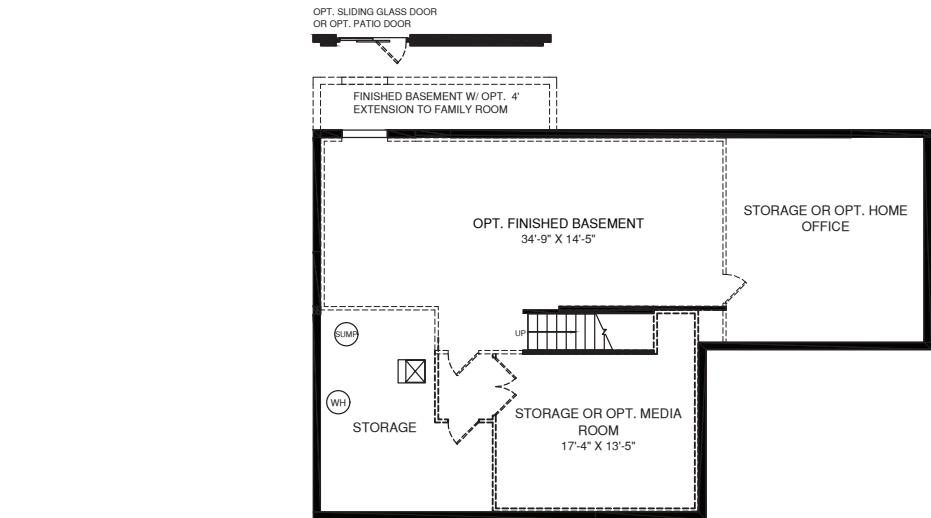 OPT. SLIDING GLASS DOOR
OR OPT. PATIO DOOR
FINISHED BASEMENT W/ OPT. 4'
EXTENSION TO FAMILY ROOM
OPT. FINISHED BASEMENT
34'-9" X 14'-5"
STORAGE OR OPT. HOME
OFFICE
UP
SUMP
WH
STORAGE
STORAGE OR OPT. MEDIA
ROOM
17'-4" X 13'-5"